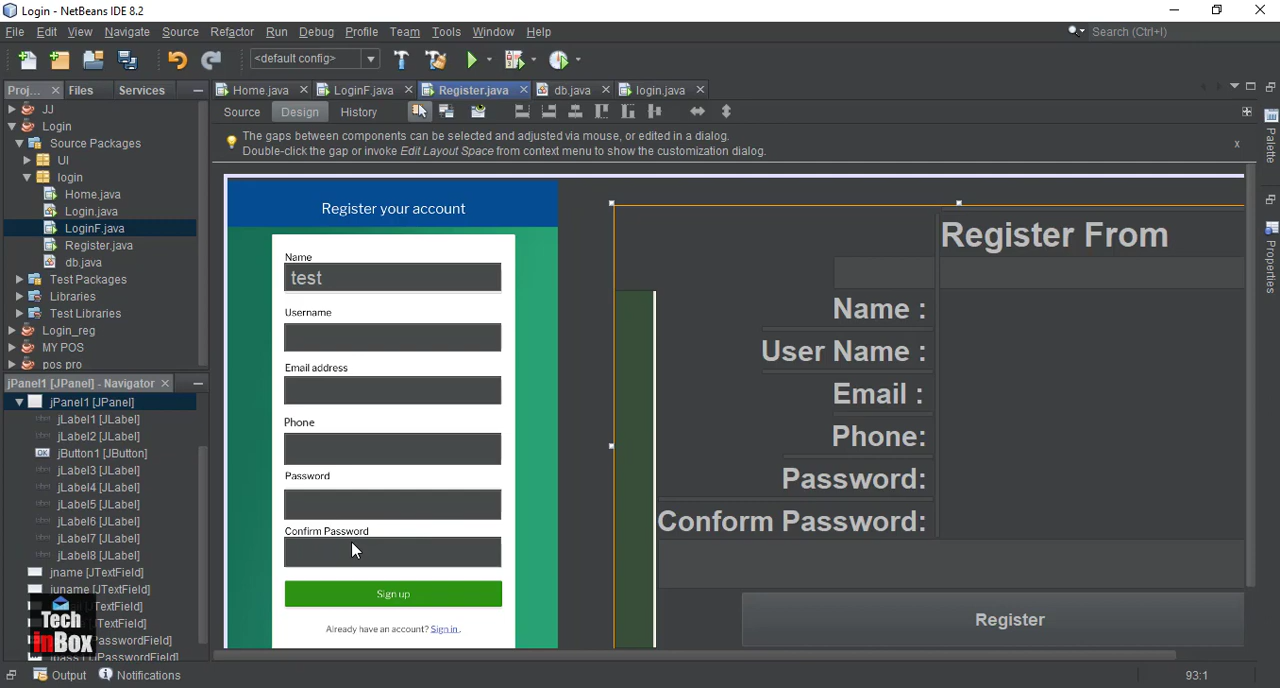 Login - NetBeans IDE 8.2
File Edit View Navigate Source Refactor Run Debug Profile Team Tools Window Help
Search (Ctrl+I)
<default config>
Proj... Files Services
Home.java LoginF.java Register.java db.java login.java
Source Design History
The gaps between components can be selected and adjusted via mouse, or edited in a dialog.
Double-click the gap or invoke Edit Layout Space from context menu to show the customization dialog.
x
Palette
Properties
JJ
Login
Source Packages
UI
login
Home.java
Login.java
LoginF.java
Register.java
db.java
Test Packages
Libraries
Test Libraries
Login_reg
MY POS
pos pro
jPanel1 [JPanel] - Navigator
jPanel1 [JPanel]
jLabel1 [JLabel]
jLabel2 [JLabel]
OK jButton1 [JButton]
jLabel3 [JLabel]
jLabel4 [JLabel]
jLabel5 [JLabel]
jLabel6 [JLabel]
jLabel7 [JLabel]
jLabel8 [JLabel]
jname [JTextField]
juname [JTextField]
Tech
inBox
Register your account
Name
test
Username
Email address
Phone
Password
Confirm Password
Sign up
Already have an account? Sign in.
Register From
Name :
User Name :
Email :
Phone:
Password:
Conform Password:
Register
Output Notifications
93:1